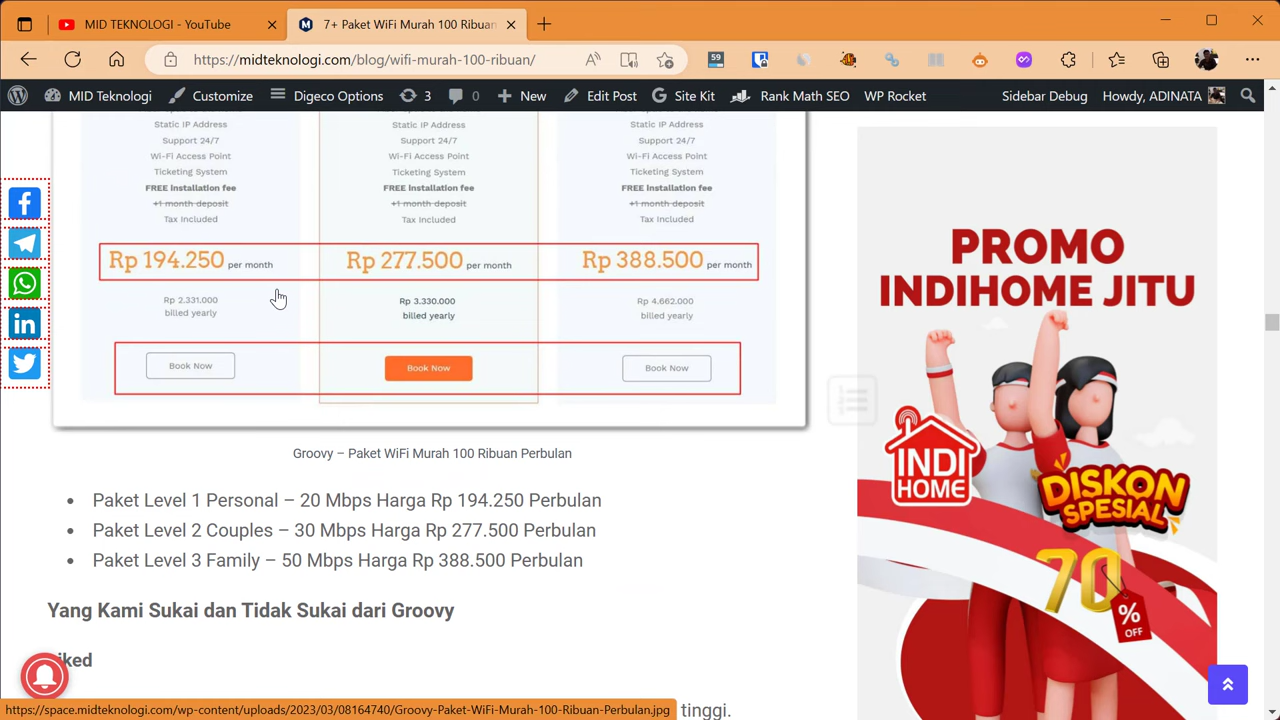 MID TEKNOLOGI - YouTube
7+ Paket WiFi Murah 100 Ribuan
https://midteknologi.com/blog/wifi-murah-100-ribuan/
59
MID Teknologi
Customize
Digeco Options
3
0
New
Edit Post
Site Kit
Rank Math SEO
WP Rocket
Sidebar Debug
Howdy, ADINATA
Static IP Address
Support 24/7
Wi-Fi Access Point
Ticketing System
FREE Installation fee
+1 month deposit
Tax Included
Rp 194.250 per month
Rp 2.331.000
billed yearly
Book Now
Static IP Address
Support 24/7
Wi-Fi Access Point
Ticketing System
FREE Installation fee
+1 month deposit
Tax Included
Rp 277.500 per month
Rp 3.330.000
billed yearly
Book Now
Static IP Address
Support 24/7
Wi-Fi Access Point
Ticketing System
FREE Installation fee
+1 month deposit
Tax Included
Rp 388.500 per month
Rp 4.662.000
billed yearly
Book Now
Groovy – Paket WiFi Murah 100 Ribuan Perbulan
Paket Level 1 Personal – 20 Mbps Harga Rp 194.250 Perbulan
Paket Level 2 Couples – 30 Mbps Harga Rp 277.500 Perbulan
Paket Level 3 Family – 50 Mbps Harga Rp 388.500 Perbulan
Yang Kami Sukai dan Tidak Sukai dari Groovy
iked
tinggi.
https://space.midteknologi.com/wp-content/uploads/2023/03/08164740/Groovy-Paket-WiFi-Murah-100-Ribuan-Perbulan.jpg
PROMO
INDIHOME JITU
INDI
HOME
DISKON
SPESIAL
70
%
OFF